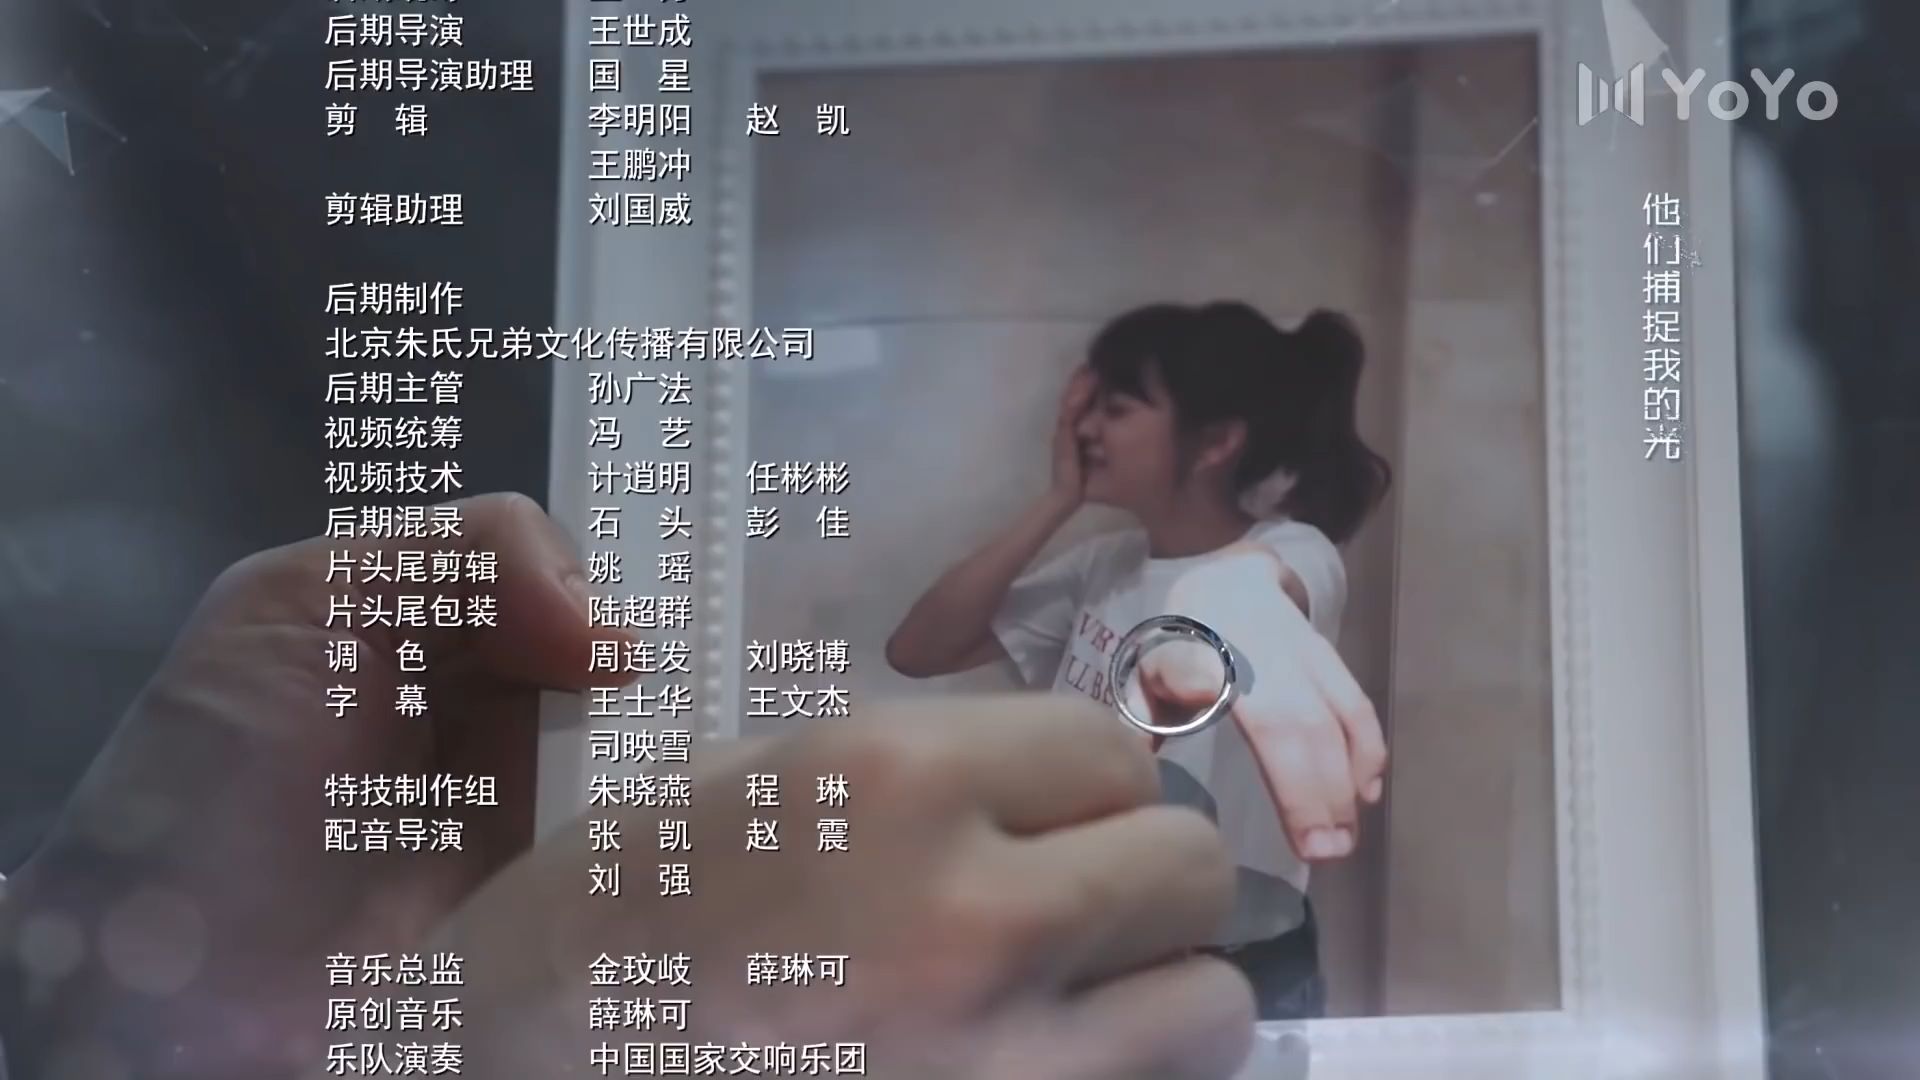 后期导演 王世成
后期导演助理 国 星
剪 辑 李明阳 赵 凯
王鹏冲
剪辑助理 刘国威
后期制作
北京朱氏兄弟文化传播有限公司
后期主管 孙广法
视频统筹 冯 艺
视频技术 计逍明 任彬彬
后期混录 石 头 彭 佳
片头尾剪辑 姚 瑶
片头尾包装 陆超群
调 色 周连发 刘晓博
字 幕 王士华 王文杰
司映雪
特技制作组 朱晓燕 程 琳
配音导演 张 凯 赵 震
刘 强
音乐总监 金玟岐 薛琳可
原创音乐 薛琳可
乐队演奏 中国国家交响乐团
YoYo
他们捕捉我的光